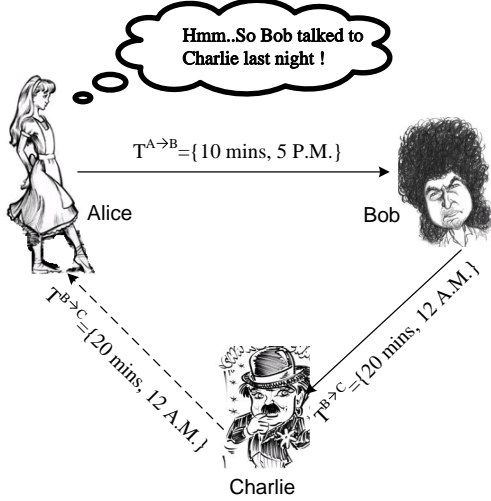 Hmm..So Bob talked to
Charlie last night !
T^{A→B}={10 mins, 5 P.M.}
Alice
Bob
T^{B→C}={20 mins, 12 A.M.}
T^{B→C}={20 mins, 12 A.M.}
Charlie